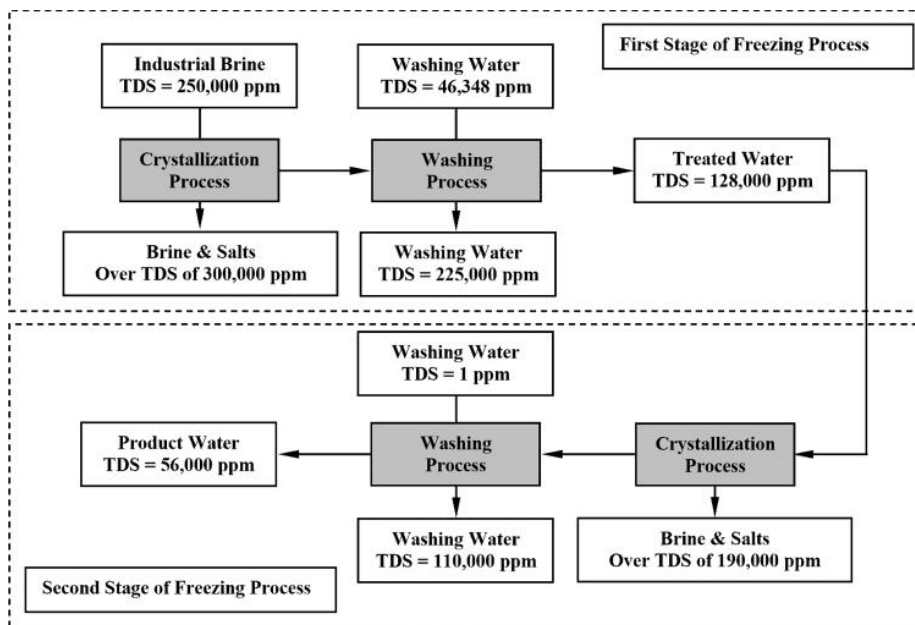 First Stage of Freezing Process
Industrial Brine
TDS = 250,000 ppm
Washing Water
TDS = 46,348 ppm
Crystallization
Process
Washing
Process
Treated Water
TDS = 128,000 ppm
Brine & Salts
Over TDS of 300,000 ppm
Washing Water
TDS = 225,000 ppm
Washing Water
TDS = 1 ppm
Product Water
TDS = 56,000 ppm
Washing
Process
Crystallization
Process
Washing Water
TDS = 110,000 ppm
Brine & Salts
Over TDS of 190,000 ppm
Second Stage of Freezing Process